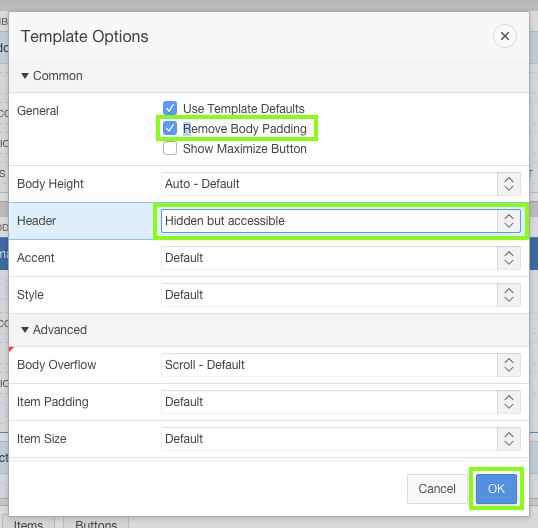 Template Options
Common
General
Use Template Defaults
Remove Body Padding
Show Maximize Button
Body Height Auto - Default
Header Hidden but accessible
Accent Default
Style Default
Advanced
Body Overflow Scroll - Default
Item Padding Default
Item Size Default
Cancel OK
Items Buttons